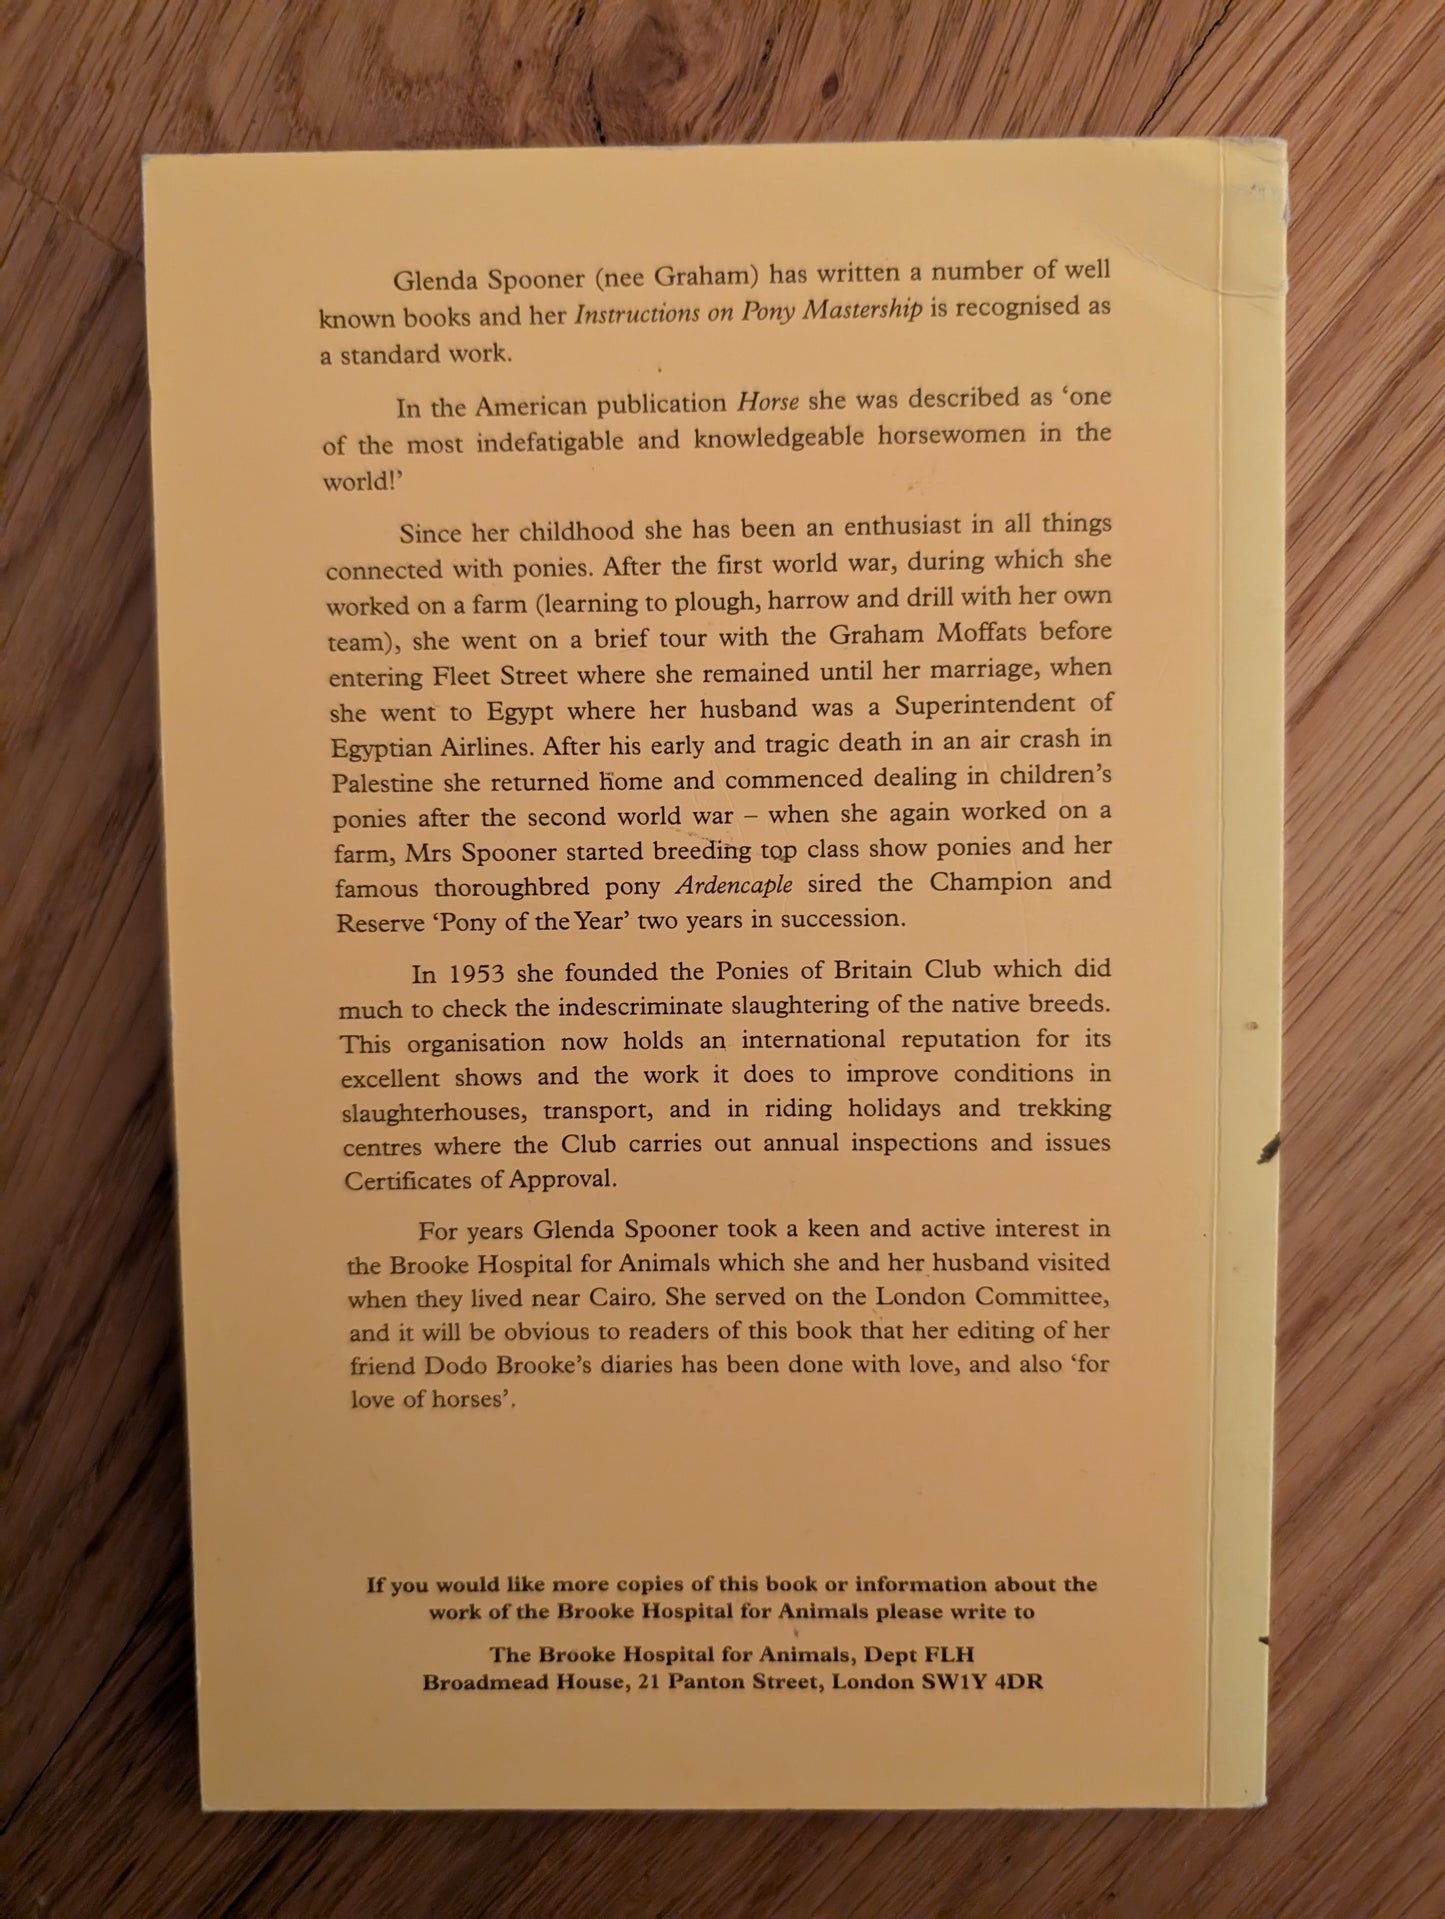 Glenda Spooner (nee Graham) has written a number of well
known books and her Instructions on Pony Mastership is recognised as
a standard work.
In the American publication Horse she was described as ‘one
of the most indefatigable and knowledgeable horsewomen in the
world!’
Since her childhood she has been an enthusiast in all things
connected with ponies. After the first world war, during which she
worked on a farm (learning to plough, harrow and drill with her own
team), she went on a brief tour with the Graham Moffats before
entering Fleet Street where she remained until her marriage, when
she went to Egypt where her husband was a Superintendent of
Egyptian Airlines. After his early and tragic death in an air crash in
Palestine she returned home and commenced dealing in children’s
ponies after the second world war – when she again worked on a
farm, Mrs Spooner started breeding top class show ponies and her
famous thoroughbred pony Ardencaple sired the Champion and
Reserve ‘Pony of the Year’ two years in succession.
In 1953 she founded the Ponies of Britain Club which did
much to check the indescriminate slaughtering of the native breeds.
This organisation now holds an international reputation for its
excellent shows and the work it does to improve conditions in
slaughterhouses, transport, and in riding holidays and trekking
centres where the Club carries out annual inspections and issues
Certificates of Approval.
For years Glenda Spooner took a keen and active interest in
the Brooke Hospital for Animals which she and her husband visited
when they lived near Cairo. She served on the London Committee,
and it will be obvious to readers of this book that her editing of her
friend Dodo Brooke’s diaries has been done with love, and also ‘for
love of horses’.
If you would like more copies of this book or information about the
work of the Brooke Hospital for Animals please write to
The Brooke Hospital for Animals, Dept FLH
Broadmead House, 21 Panton Street, London SW1Y 4DR